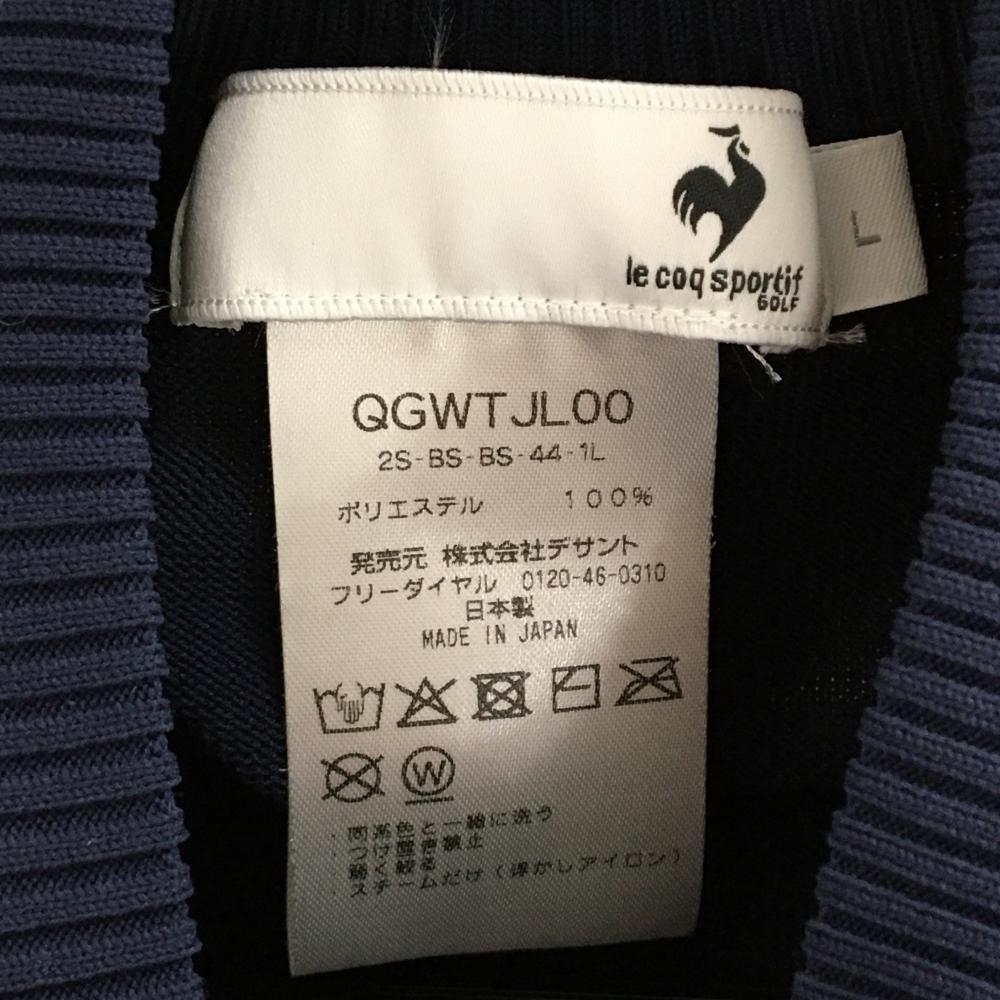 le coq sportif
GOLF
L
QGWTJL00
2S-BS-BS-44-1L
ポリエステル 100%
発売元 株式会社デサント
フリーダイヤル 0120-46-0310
日本製
MADE IN JAPAN
W
・同系色と一緒に洗う
・つけ置き禁止
・弱く絞る
・スチームだけ(浮かしアイロン)